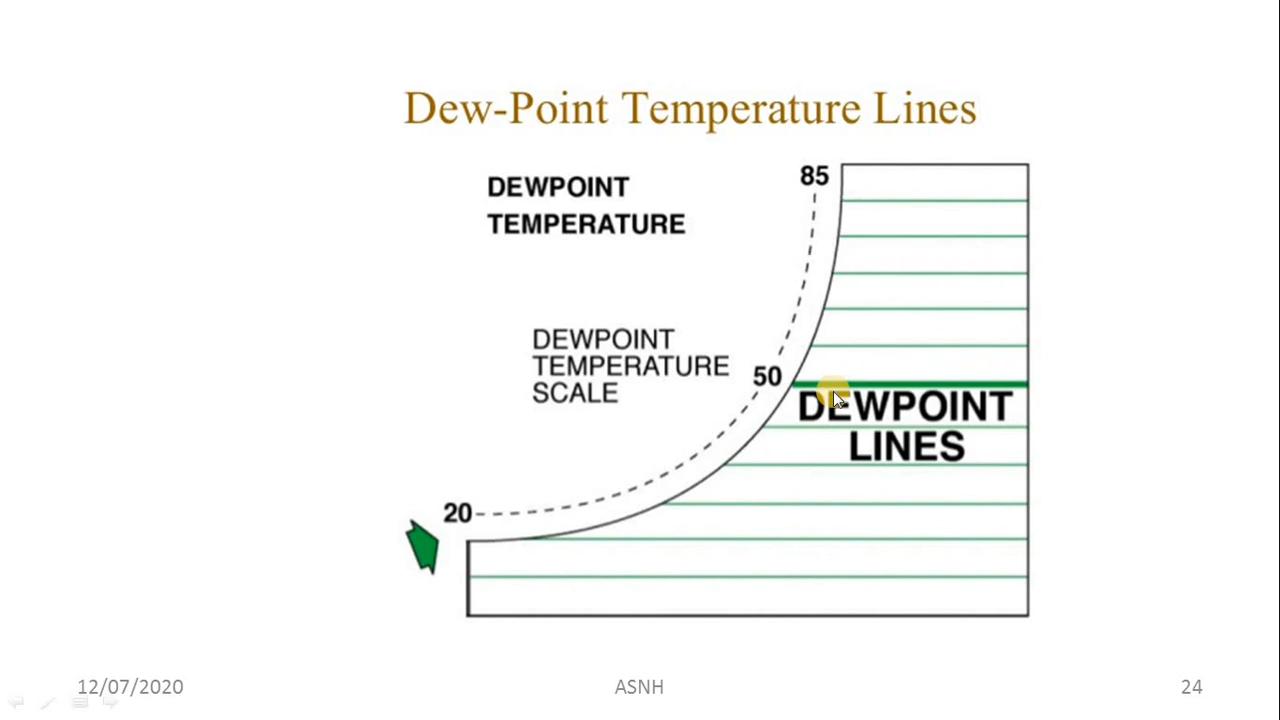 Dew-Point Temperature Lines
DEWPOINT
TEMPERATURE
85
DEWPOINT
TEMPERATURE
SCALE
50
DEWPOINT
LINES
20
12/07/2020
ASNH
24